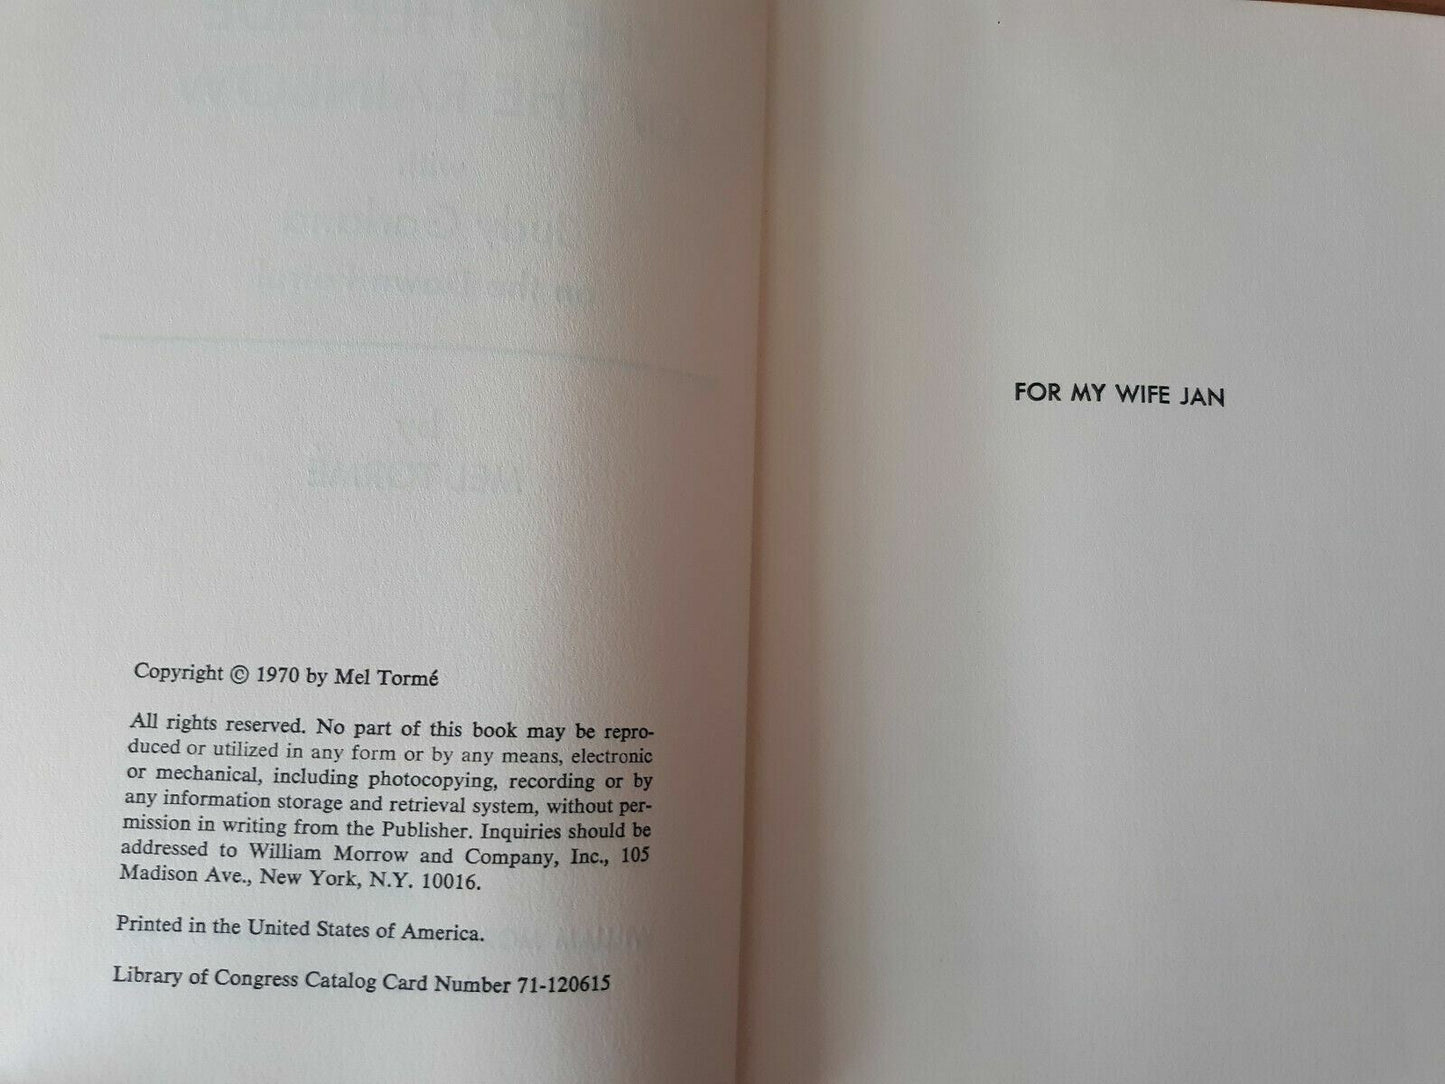 Copyright © 1970 by Mel Tormé
All rights reserved. No part of this book may be repro-
duced or utilized in any form or by any means, electronic
or mechanical, including photocopying, recording or by
any information storage and retrieval system, without per-
mission in writing from the Publisher. Inquiries should be
addressed to William Morrow and Company, Inc., 105
Madison Ave., New York, N.Y. 10016.
Printed in the United States of America.
Library of Congress Catalog Card Number 71-120615
FOR MY WIFE JAN